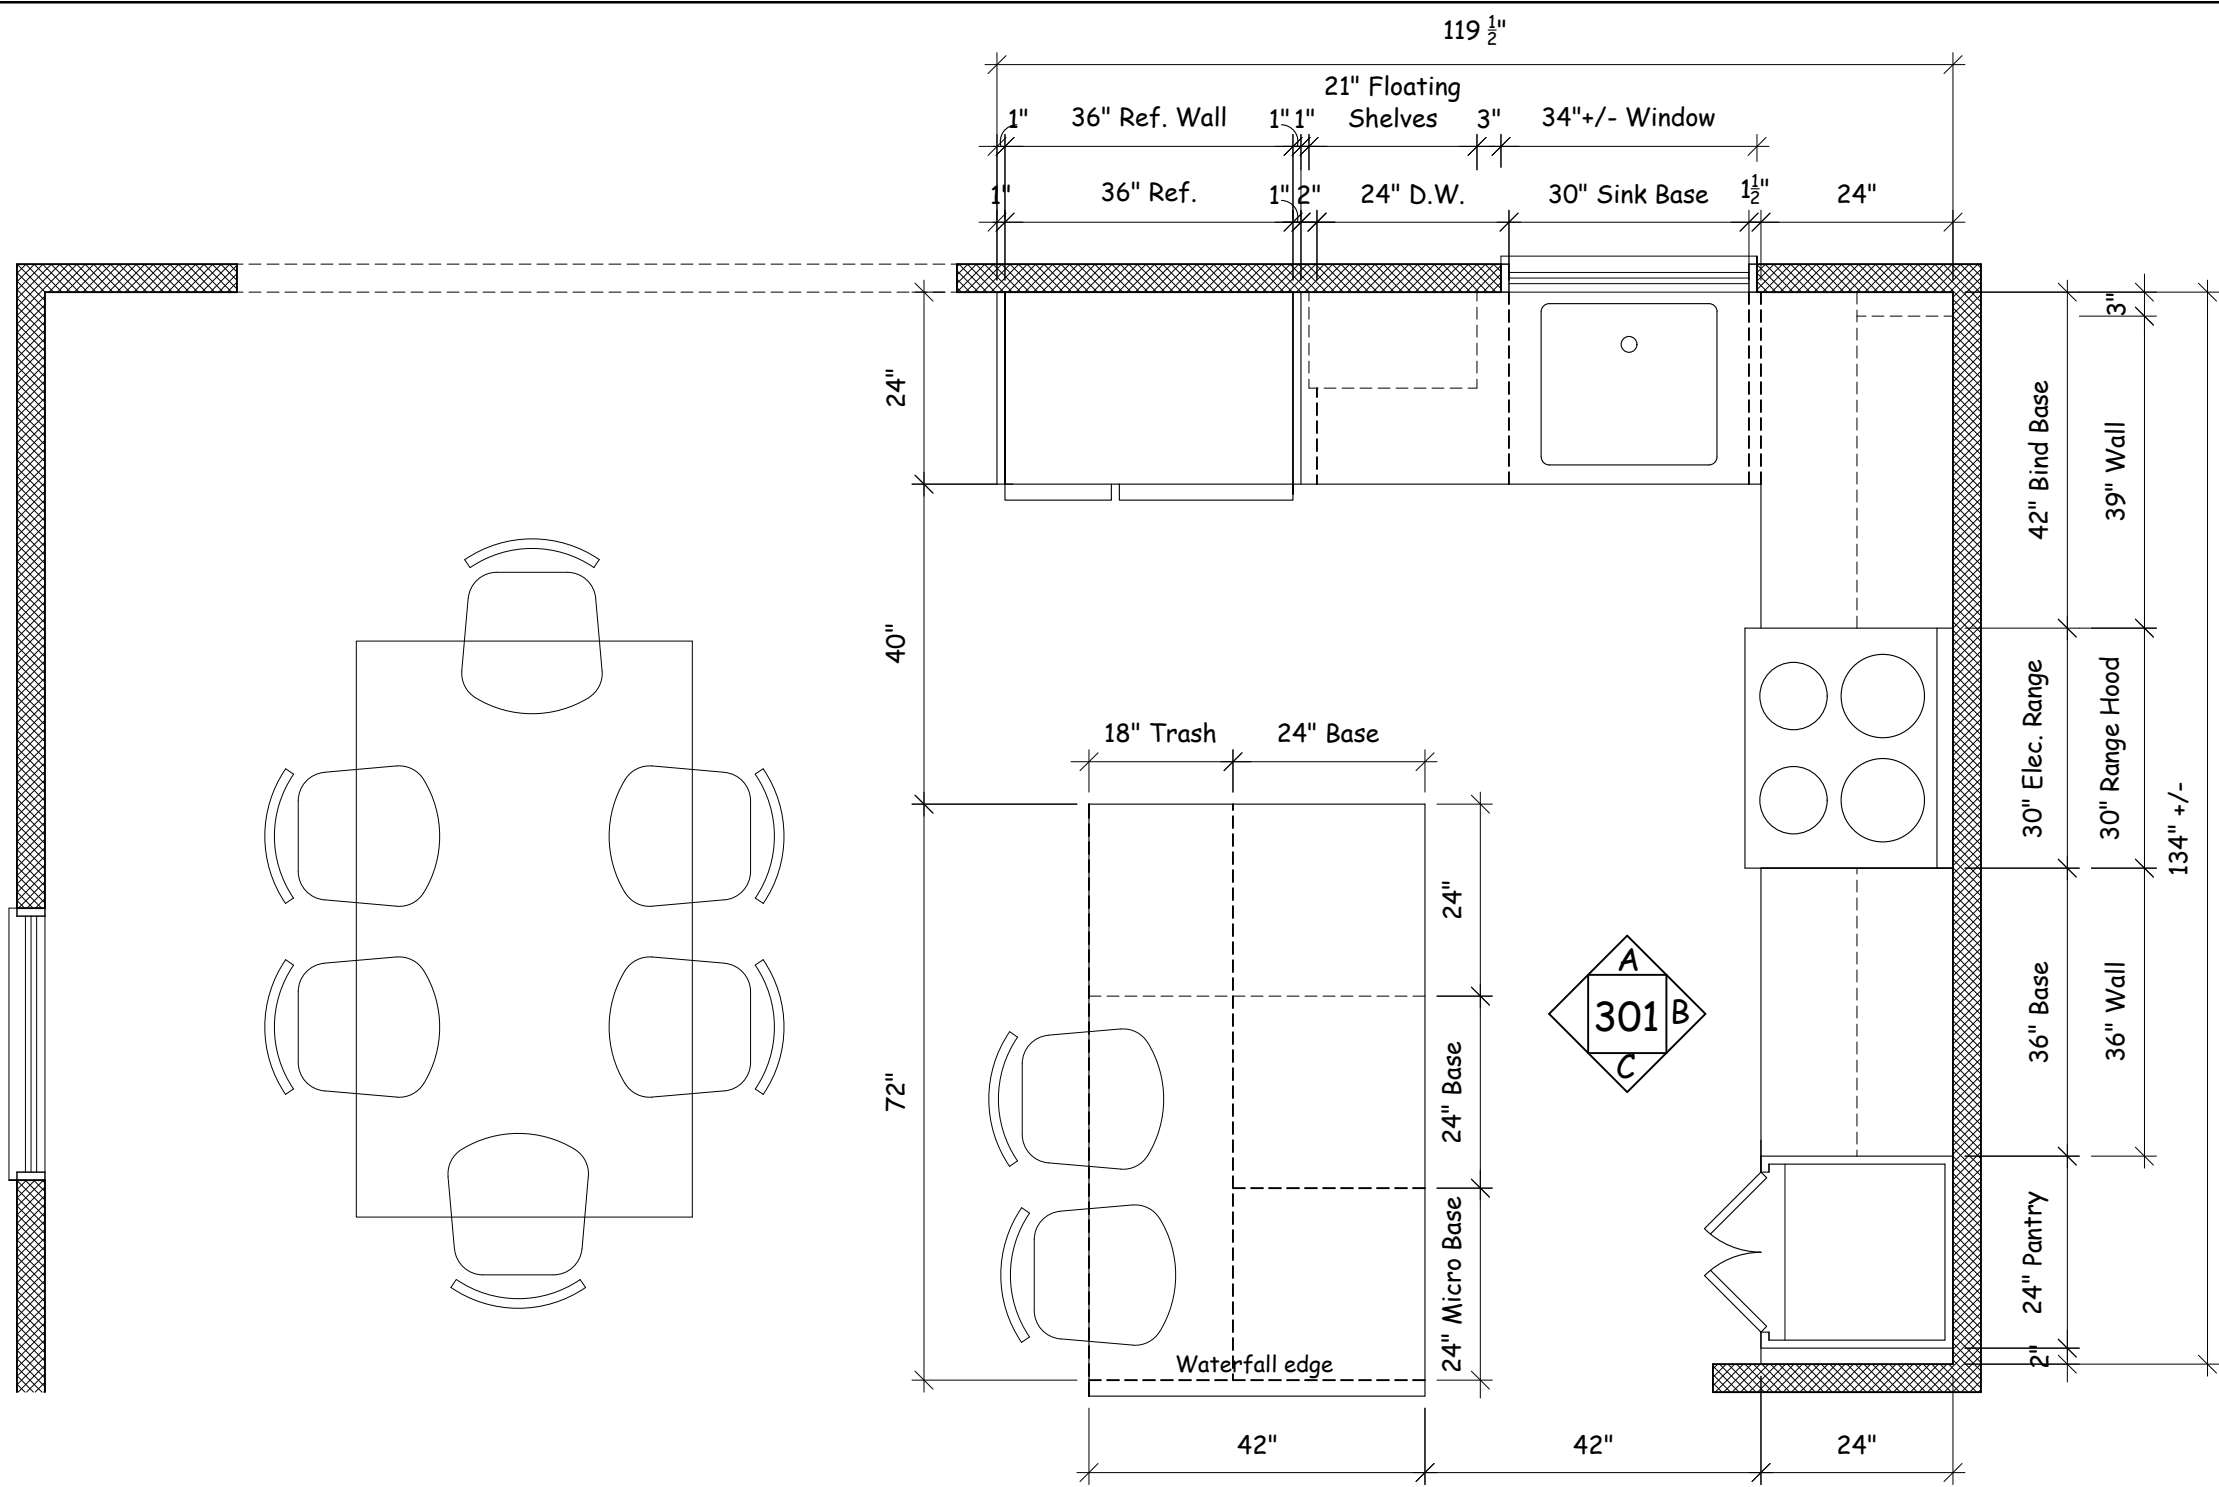 119 ½"
21" Floating
1" 36" Ref. Wall 1" 1" Shelves 3" 34"+/- Window
1" 36" Ref. 1" 2" 24" D.W. 30" Sink Base 1½" 24"
24"
40"
72"
3"
42" Bind Base
39" Wall
30" Elec. Range
30" Range Hood
134" +/-
36" Base
36" Wall
24" Pantry
2"
18" Trash 24" Base
24"
24" Base
24" Micro Base
Waterfall edge
A
301 B
C
42" 42" 24"